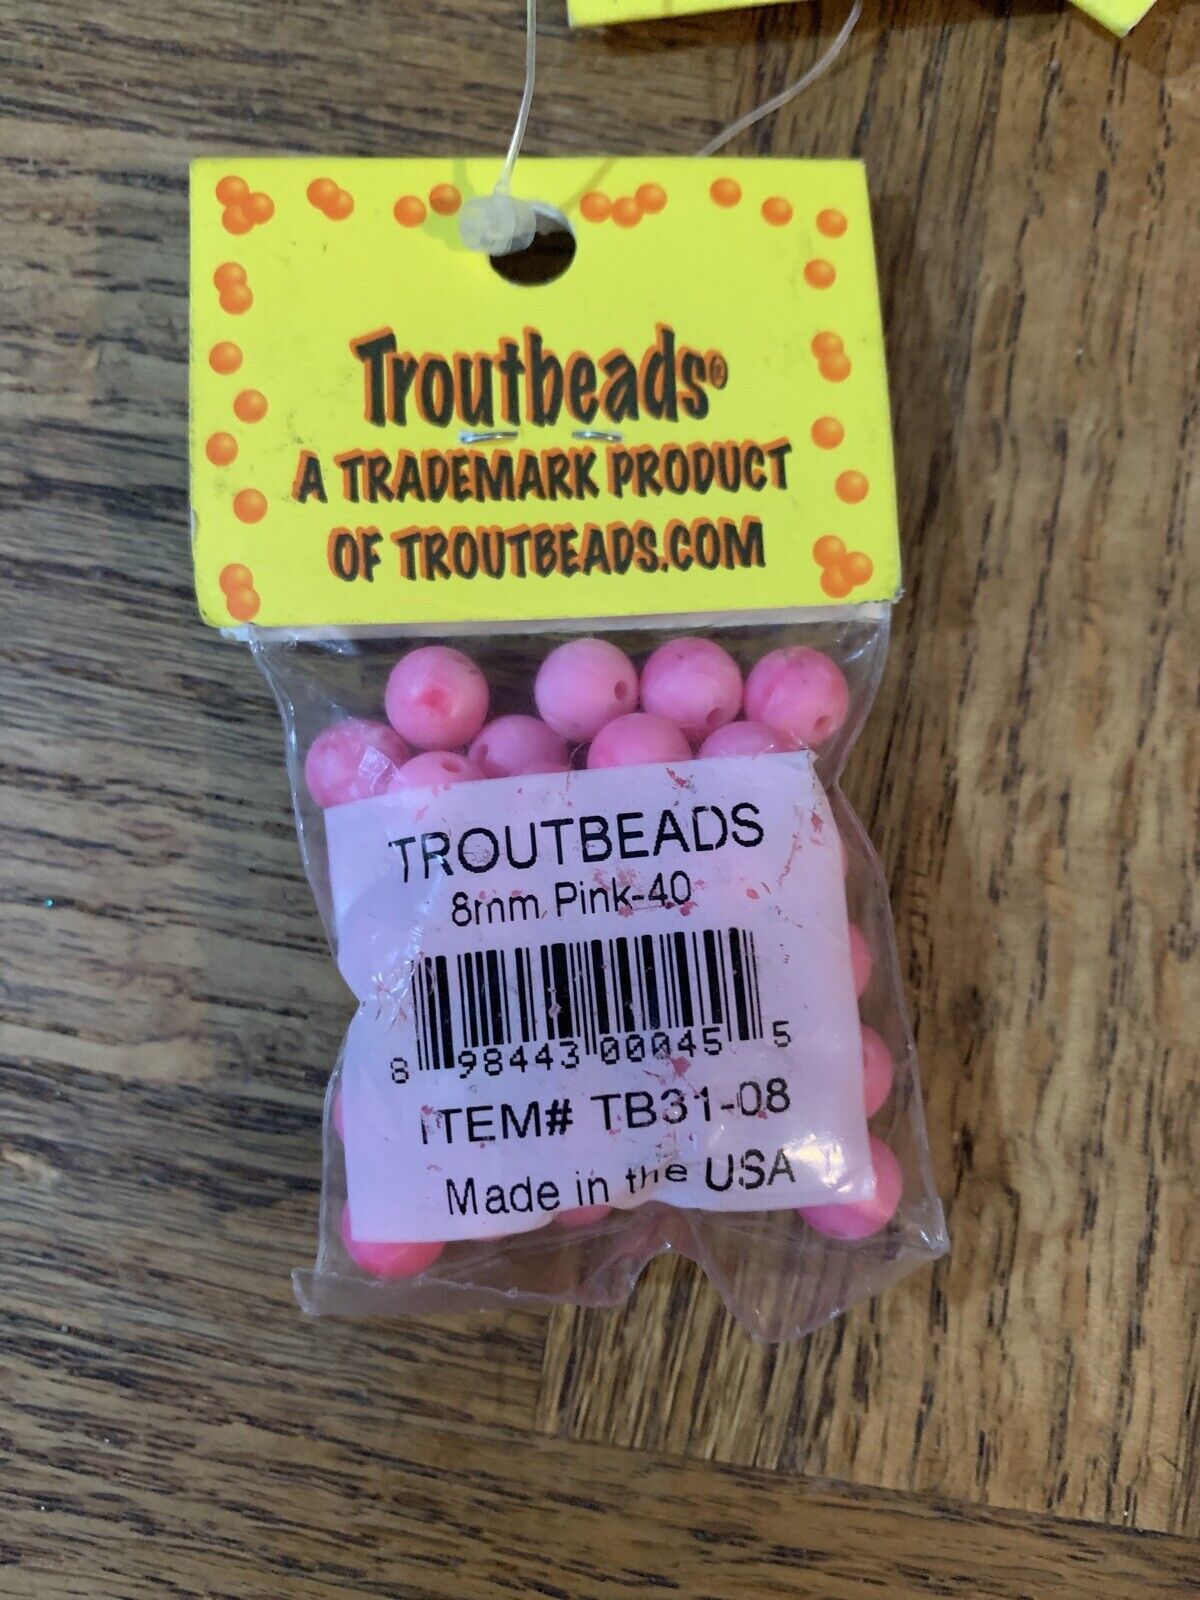 Troutbeads®
A TRADEMARK PRODUCT
OF TROUTBEADS.COM
TROUTBEADS
8mm Pink-40
8 98443 00045 5
ITEM# TB31-08
Made in the USA